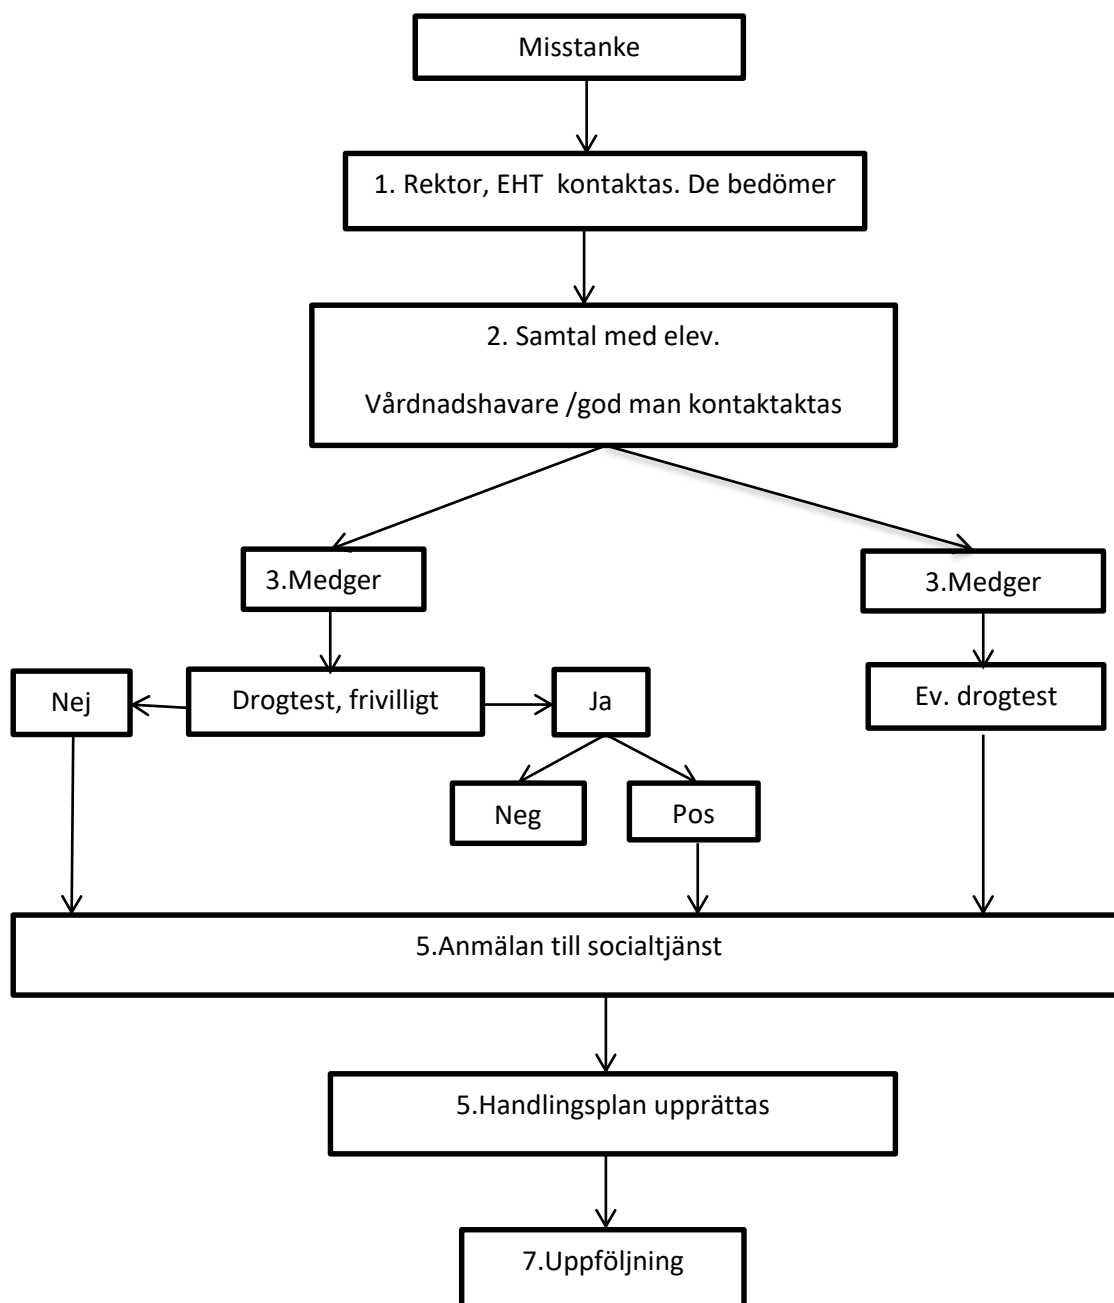 Misstanke
1. Rektor, EHT kontaktas. De bedömer
2. Samtal med elev.
Vårdnadshavare /god man kontaktaktas
3.Medger
3.Medger
Nej
Drogtest, frivilligt
Ja
Ev. drogtest
Neg
Pos
5.Anmälan till socialtjänst
5.Handlingsplan upprättas
7.Uppföljning